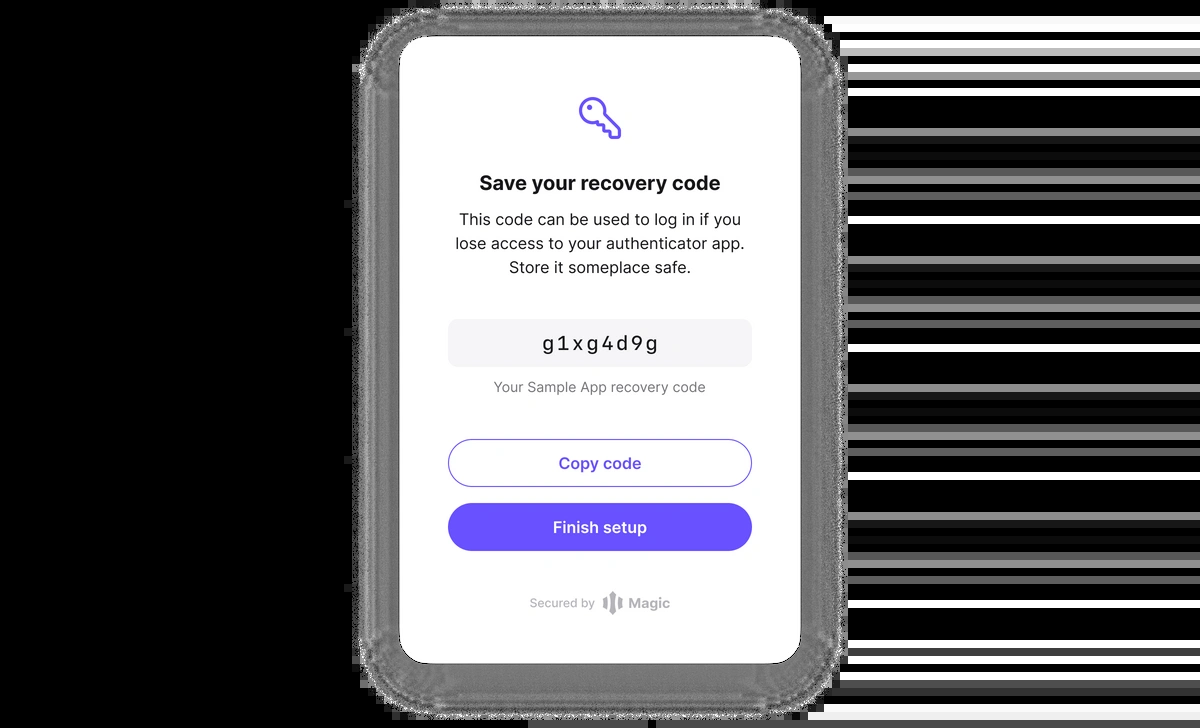 Save your recovery code
This code can be used to log in if you
lose access to your authenticator app.
Store it someplace safe.
g1xg4d9g
Your Sample App recovery code
Copy code
Finish setup
Secured by Magic